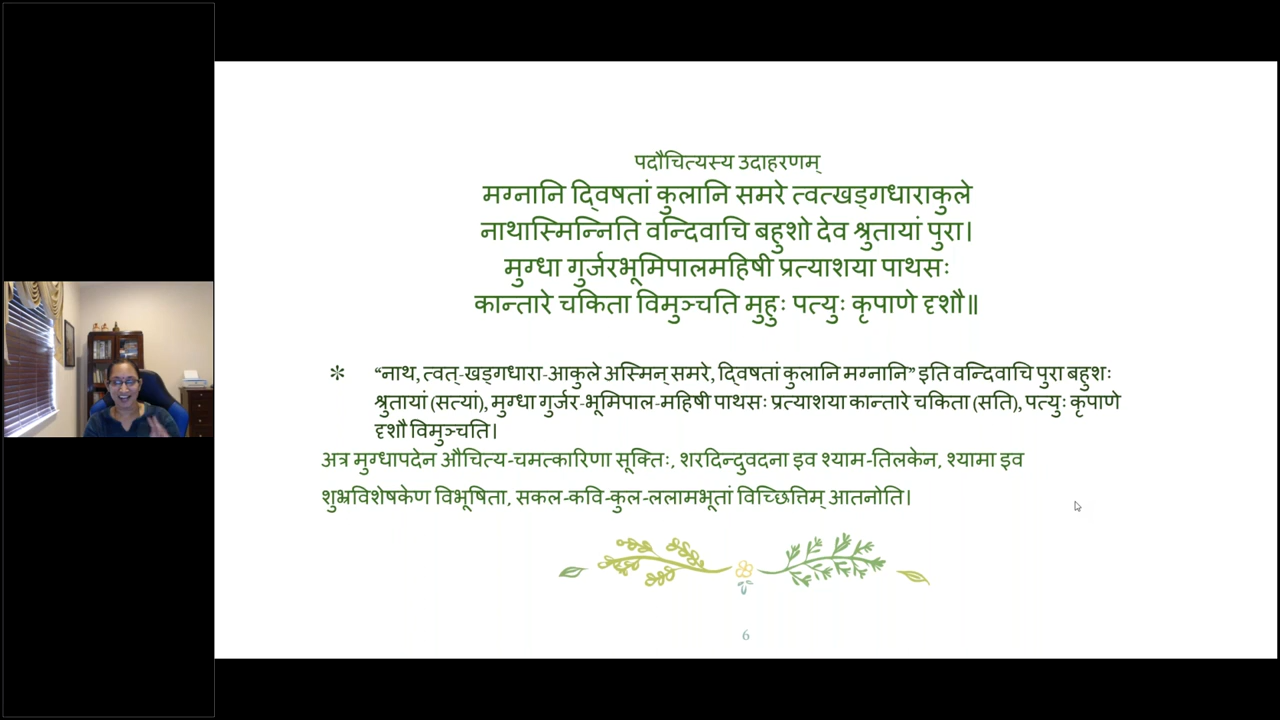 पदौचित्यस्य उदाहरणम्
मग्नानि द्विषतां कुलानि समरे त्वत्खड्गधाराकुले
नाथास्मिन्निति वन्दिवाचि बहुशो देव श्रुतायां पुरा।
मुग्धा गुर्जरभूमिपालमहिषी प्रत्याशया पाथसः
कान्तारे चकिता विमुञ्चति मुहुः पत्युः कृपाणे दृशौ॥
* “नाथ, त्वत्-खड्गधारा-आकुले अस्मिन् समरे, द्विषतां कुलानि मग्नानि” इति वन्दिवाचि पुरा बहुशः
श्रुतायां (सत्यां), मुग्धा गुर्जर-भूमिपाल-महिषी पाथसः प्रत्याशया कान्तारे चकिता (सति), पत्युः कृपाणे
दृशौ विमुञ्चति।
अत्र मुग्धापदेन औचित्य-चमत्कारिणा सूक्तिः, शरदिन्दुवदना इव श्याम-तिलकेन, श्यामा इव
शुभ्रविशेषकेण विभूषिता, सकल-कवि-कुल-ललामभूतां विच्छित्तिम् आतनोति।
6